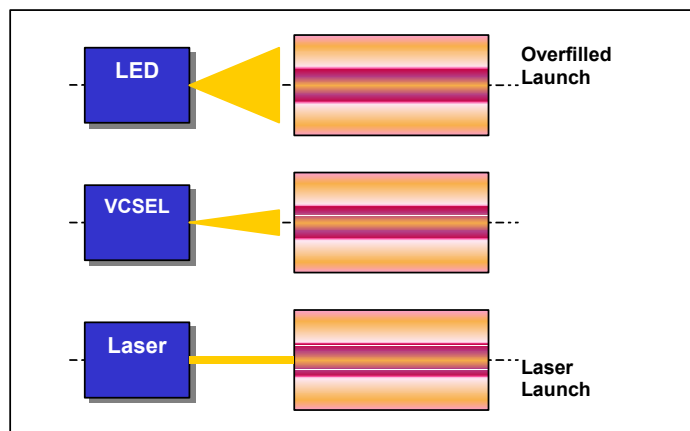 LED
Overfilled
Launch
VCSEL
Laser
Laser
Launch